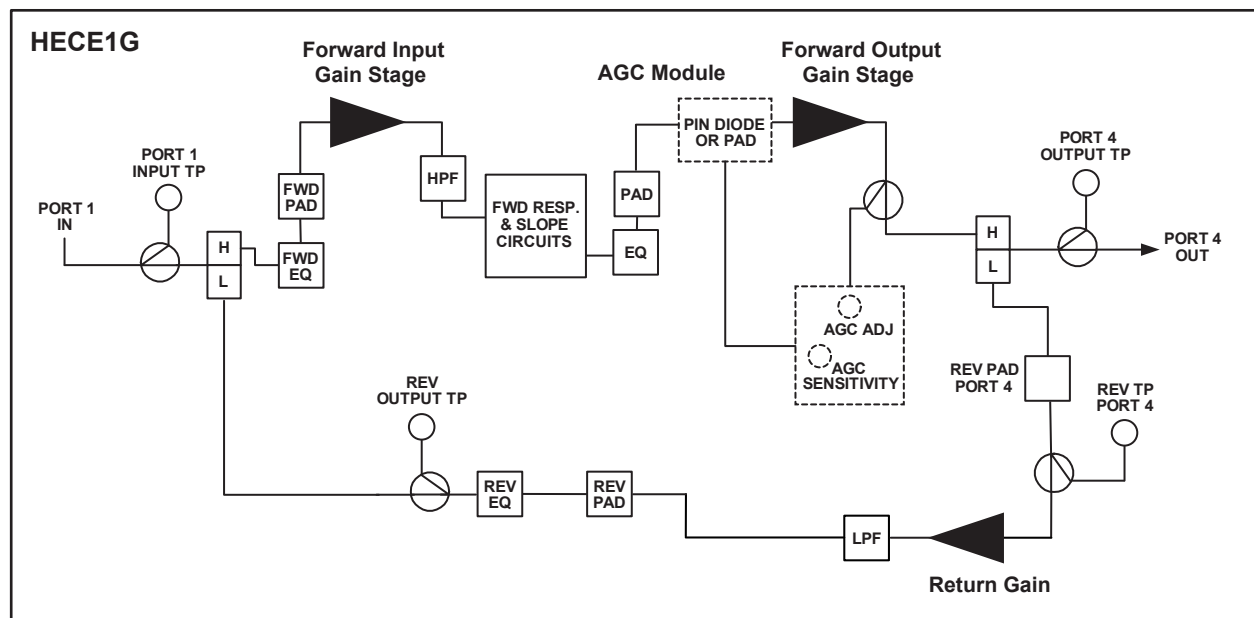 HECE1G
Forward Input
Gain Stage
AGC Module
Forward Output
Gain Stage
PORT 1
INPUT TP
PORT 1
IN
H
L
FWD
PAD
FWD
EQ
HPF
FWD RESP.
& SLOPE
CIRCUITS
PAD
EQ
PIN DIODE
OR PAD
AGC ADJ
AGC
SENSITIVITY
PORT 4
OUTPUT TP
H
L
PORT 4
OUT
REV PAD
PORT 4
REV TP
PORT 4
REV
OUTPUT TP
REV
EQ
REV
PAD
LPF
Return Gain